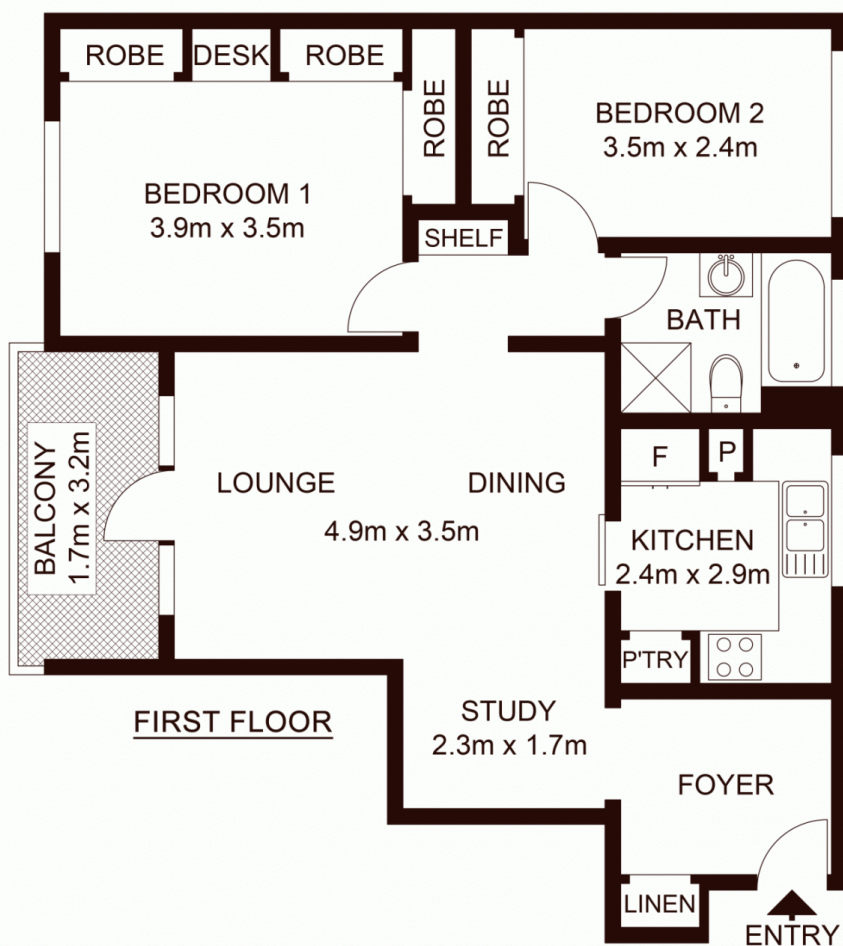 ROBE
DESK
ROBE
ROBE
ROBE
BEDROOM 2
3.5m x 2.4m
BEDROOM 1
3.9m x 3.5m
SHELF
BATH
BALCONY
1.7m x 3.2m
LOUNGE
DINING
4.9m x 3.5m
F
P
KITCHEN
2.4m x 2.9m
P'TRY
FIRST FLOOR
STUDY
2.3m x 1.7m
FOYER
LINEN
ENTRY